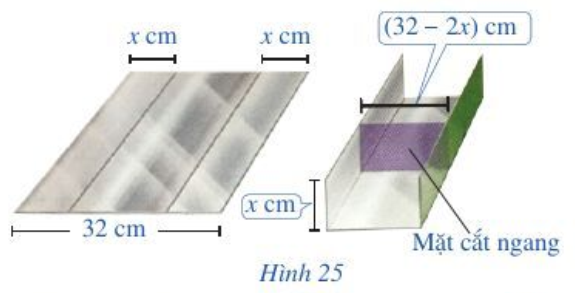 x cm
x cm
(32 − 2x) cm
32 cm
x cm
Mặt cắt ngang
Hình 25